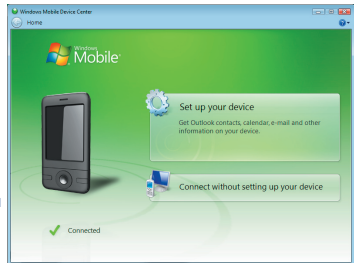 Windows Mobile Device Center
Home
Windows
Mobile
Set up your device
Get Outlook contacts, calendar, e-mail and other
information on your device.
Connect without setting up your device
Connected